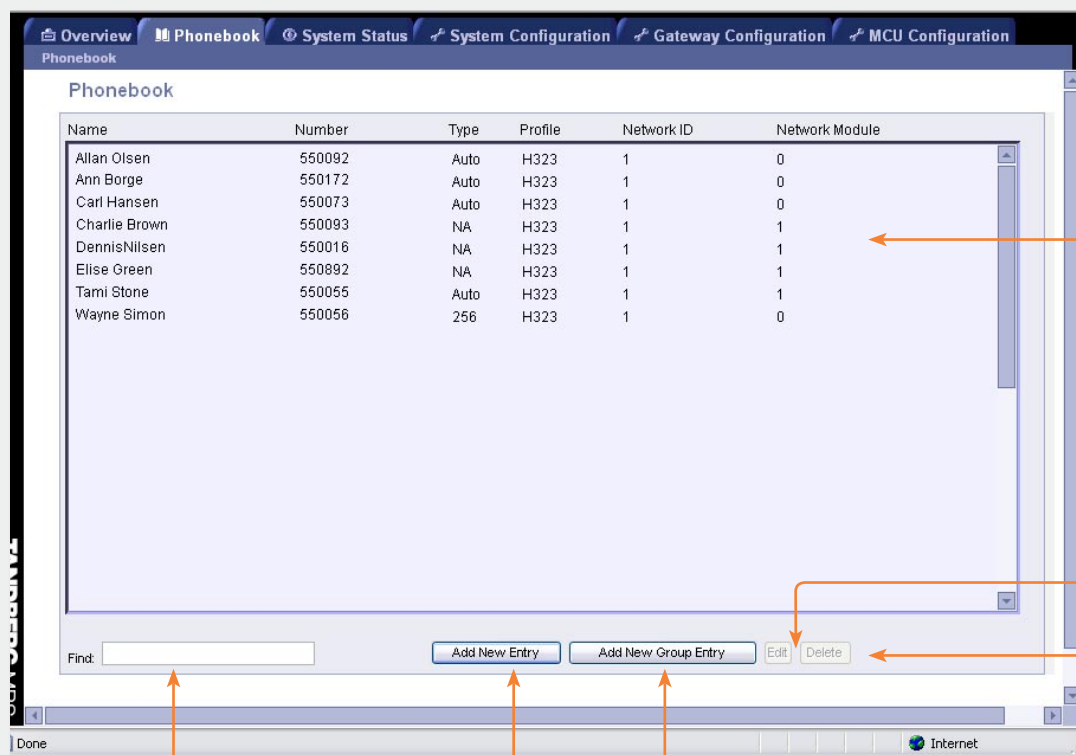 Overview Phonebook System Status System Configuration Gateway Configuration MCU Configuration
Phonebook
Phonebook
Name Number Type Profile Network ID Network Module
Allan Olsen 550092 Auto H323 1 0
Ann Borge 550172 Auto H323 1 0
Carl Hansen 550073 Auto H323 1 0
Charlie Brown 550093 NA H323 1 1
DennisNilsen 550016 NA H323 1 1
Elise Green 550892 NA H323 1 1
Tami Stone 550055 Auto H323 1 1
Wayne Simon 550056 256 H323 1 0
TANDBERG
Find: Add New Entry Add New Group Entry Edit Delete
Done Internet